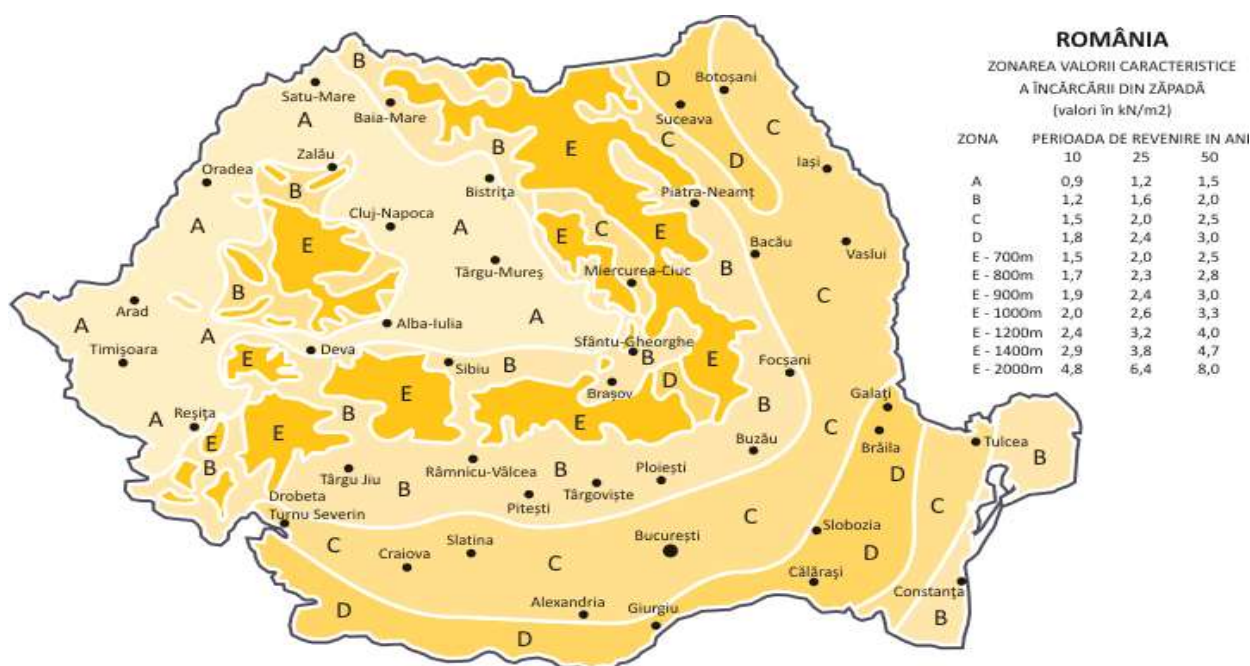 ROMÂNIA
ZONAREA VALORII CARACTERISTICE
A ÎNCĂRCĂRII DIN ZĂPADĂ
(valori în kN/m2)
ZONA PERIOADA DE REVENIRE IN ANI
10 25 50
A 0,9 1,2 1,5
B 1,2 1,6 2,0
C 1,5 2,0 2,5
D 1,8 2,4 3,0
E - 700m 1,5 2,0 2,5
E - 800m 1,7 2,3 2,8
E - 900m 1,9 2,4 3,0
E - 1000m 2,0 2,6 3,3
E - 1200m 2,4 3,2 4,0
E - 1400m 2,9 3,8 4,7
E - 2000m 4,8 6,4 8,0
B
Satu-Mare
D
Botoșani
Baia-Mare
Suceava
A
C
C
B
E
Zalău
D
Iași
Oradea
B
Bistrița
Piatra-Neamț
Cluj-Napoca
A
A
C
E
E
E
Bacău
Vaslui
Târgu-Mureș
B
Miercurea-Ciuc
B
C
Arad
A
A
Alba-Iulia
A
Sfântu-Gheorghe
Timișoara
E
Deva
Sibiu
B
B
E
Focșani
E
D
Brașov
Galați
Reșița
A
B
B
E
E
E
C
Brăila
Tulcea
B
B
Buzău
D
Târgu Jiu
Râmnicu-Vâlcea
B
Ploiești
Drobeta
Turnu Severin
B
Pitești
Târgoviște
C
C
Slobozia
C
Slatina
București
Craiova
C
D
Călărași
Constanța
D
Alexandria
Giurgiu
B
D